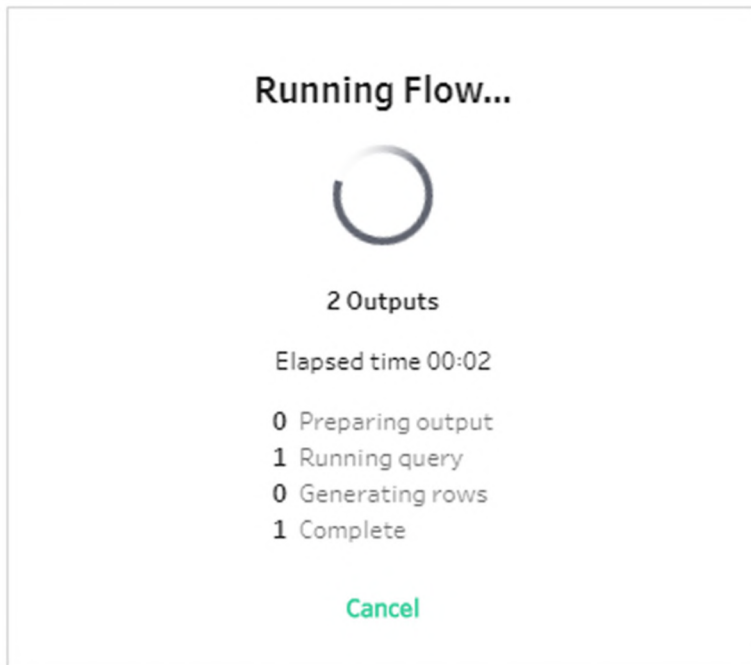 Running Flow...
2 Outputs
Elapsed time 00:02
0 Preparing output
1 Running query
0 Generating rows
1 Complete
Cancel